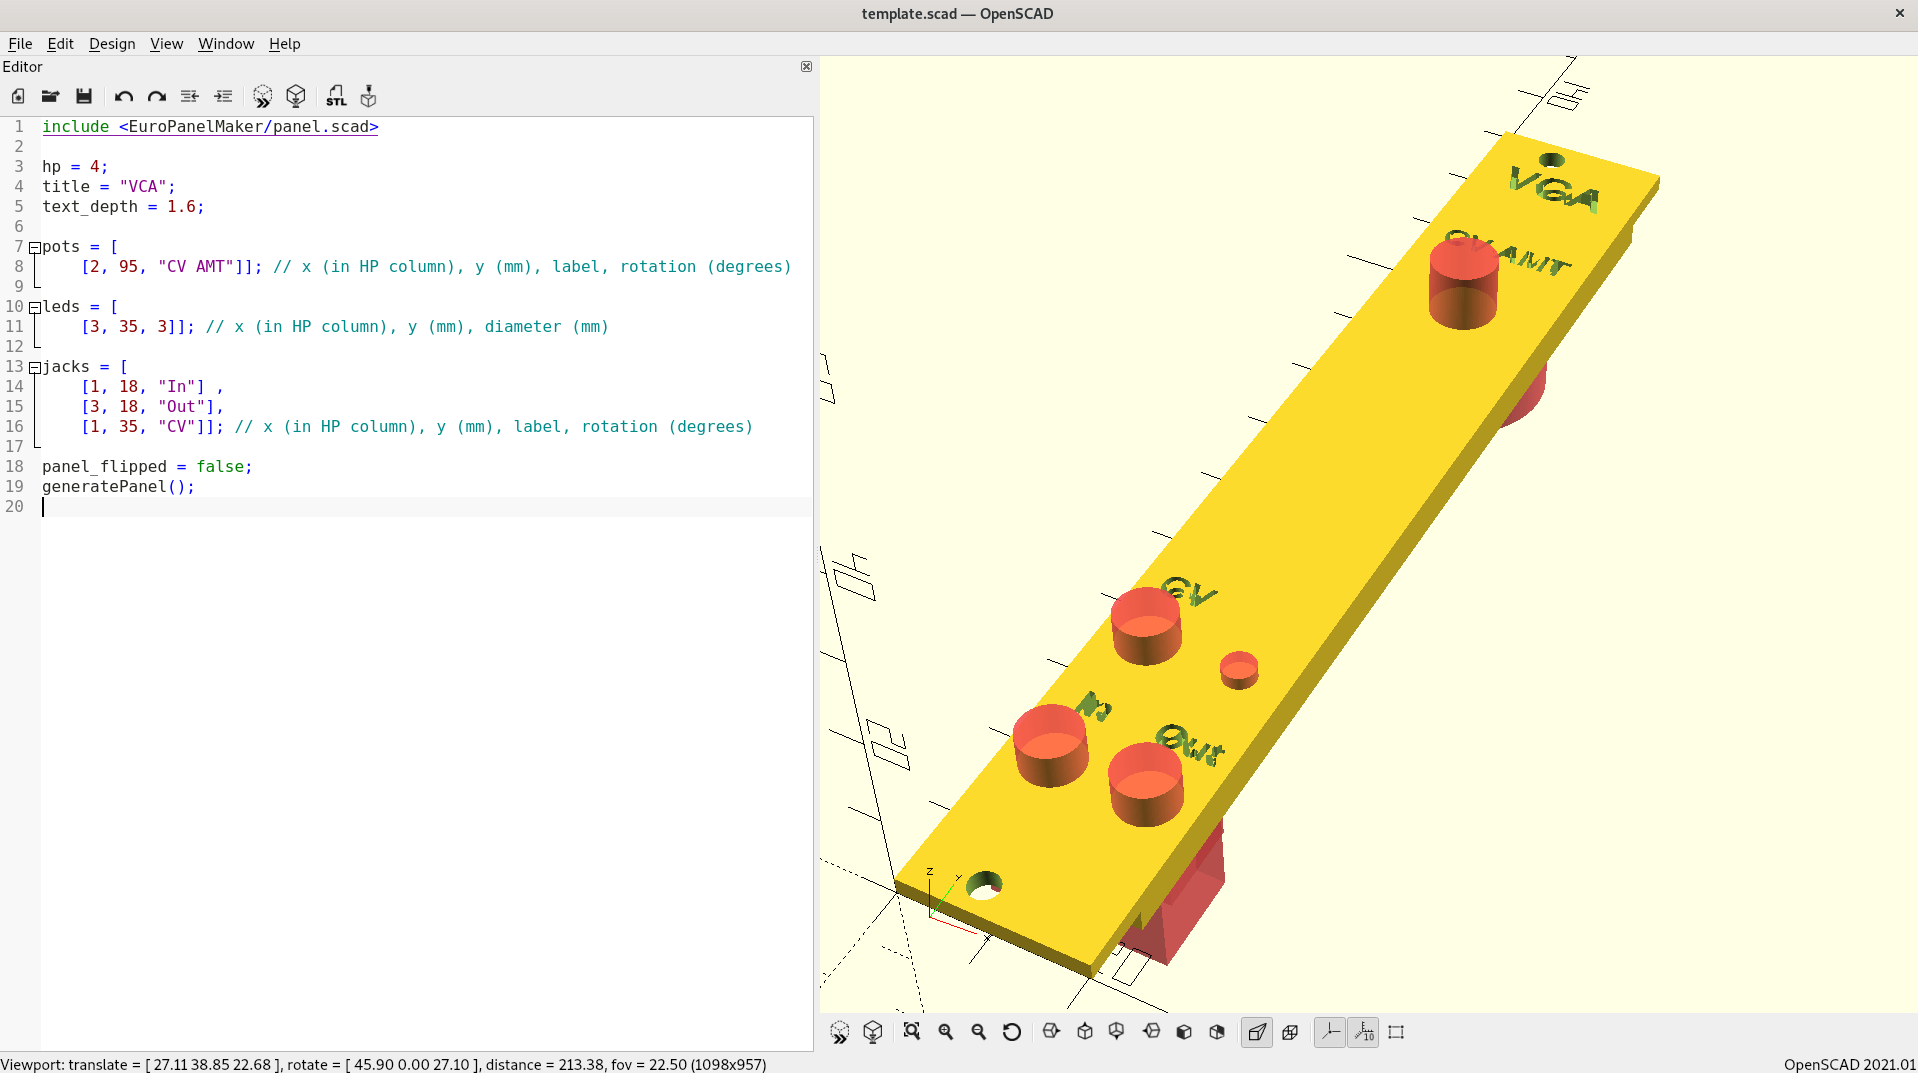 template.scad — OpenSCAD
File Edit Design View Window Help
Editor
STL
1 include <EuroPanelMaker/panel.scad>
2
3 hp = 4;
4 title = "VCA";
5 text_depth = 1.6;
6
7 pots = [
8 [2, 95, "CV AMT"]]; // x (in HP column), y (mm), label, rotation (degrees)
9
10 leds = [
11 [3, 35, 3]]; // x (in HP column), y (mm), diameter (mm)
12
13 jacks = [
14 [1, 18, "In"] ,
15 [3, 18, "Out"],
16 [1, 35, "CV"]]; // x (in HP column), y (mm), label, rotation (degrees)
17
18 panel_flipped = false;
19 generatePanel();
20
VCA
CV AMT
CV
In
Out
z
y
x
10
Viewport: translate = [ 27.11 38.85 22.68 ], rotate = [ 45.90 0.00 27.10 ], distance = 213.38, fov = 22.50 (1098x957)
OpenSCAD 2021.01